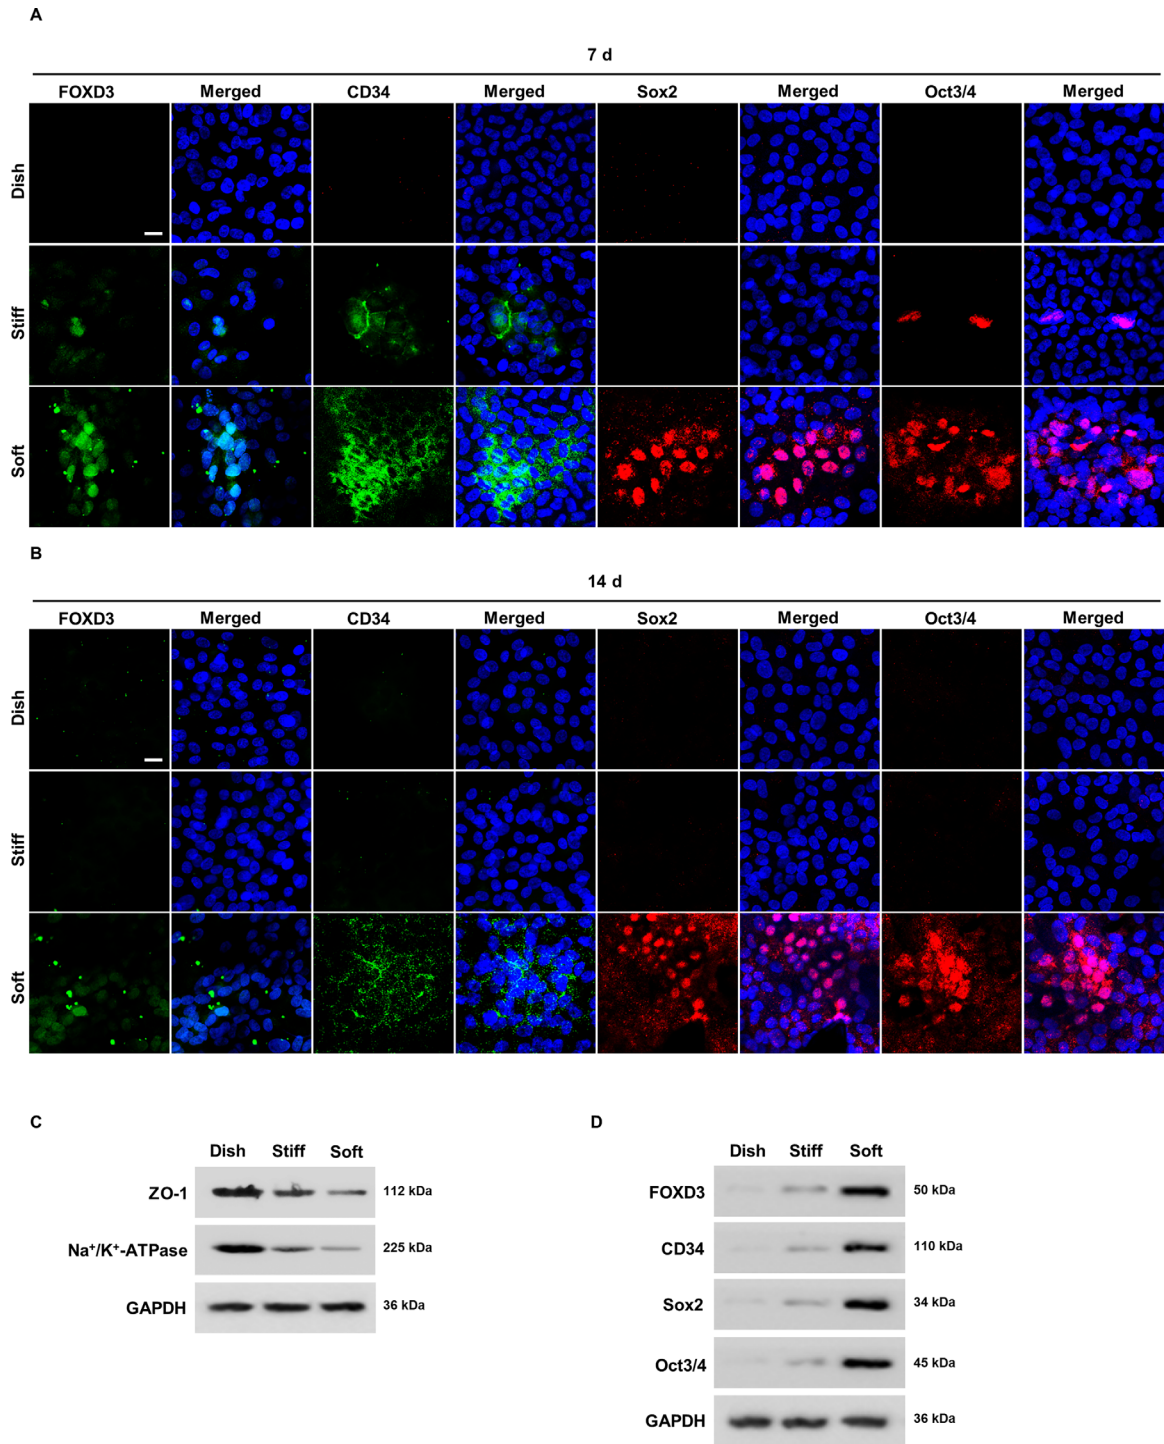 A
7 d
FOXD3 Merged CD34 Merged Sox2 Merged Oct3/4 Merged
Dish
Stiff
Soft
B
14 d
FOXD3 Merged CD34 Merged Sox2 Merged Oct3/4 Merged
Dish
Stiff
Soft
C
Dish Stiff Soft
ZO-1 112 kDa
Na⁺/K⁺-ATPase 225 kDa
GAPDH 36 kDa
D
Dish Stiff Soft
FOXD3 50 kDa
CD34 110 kDa
Sox2 34 kDa
Oct3/4 45 kDa
GAPDH 36 kDa